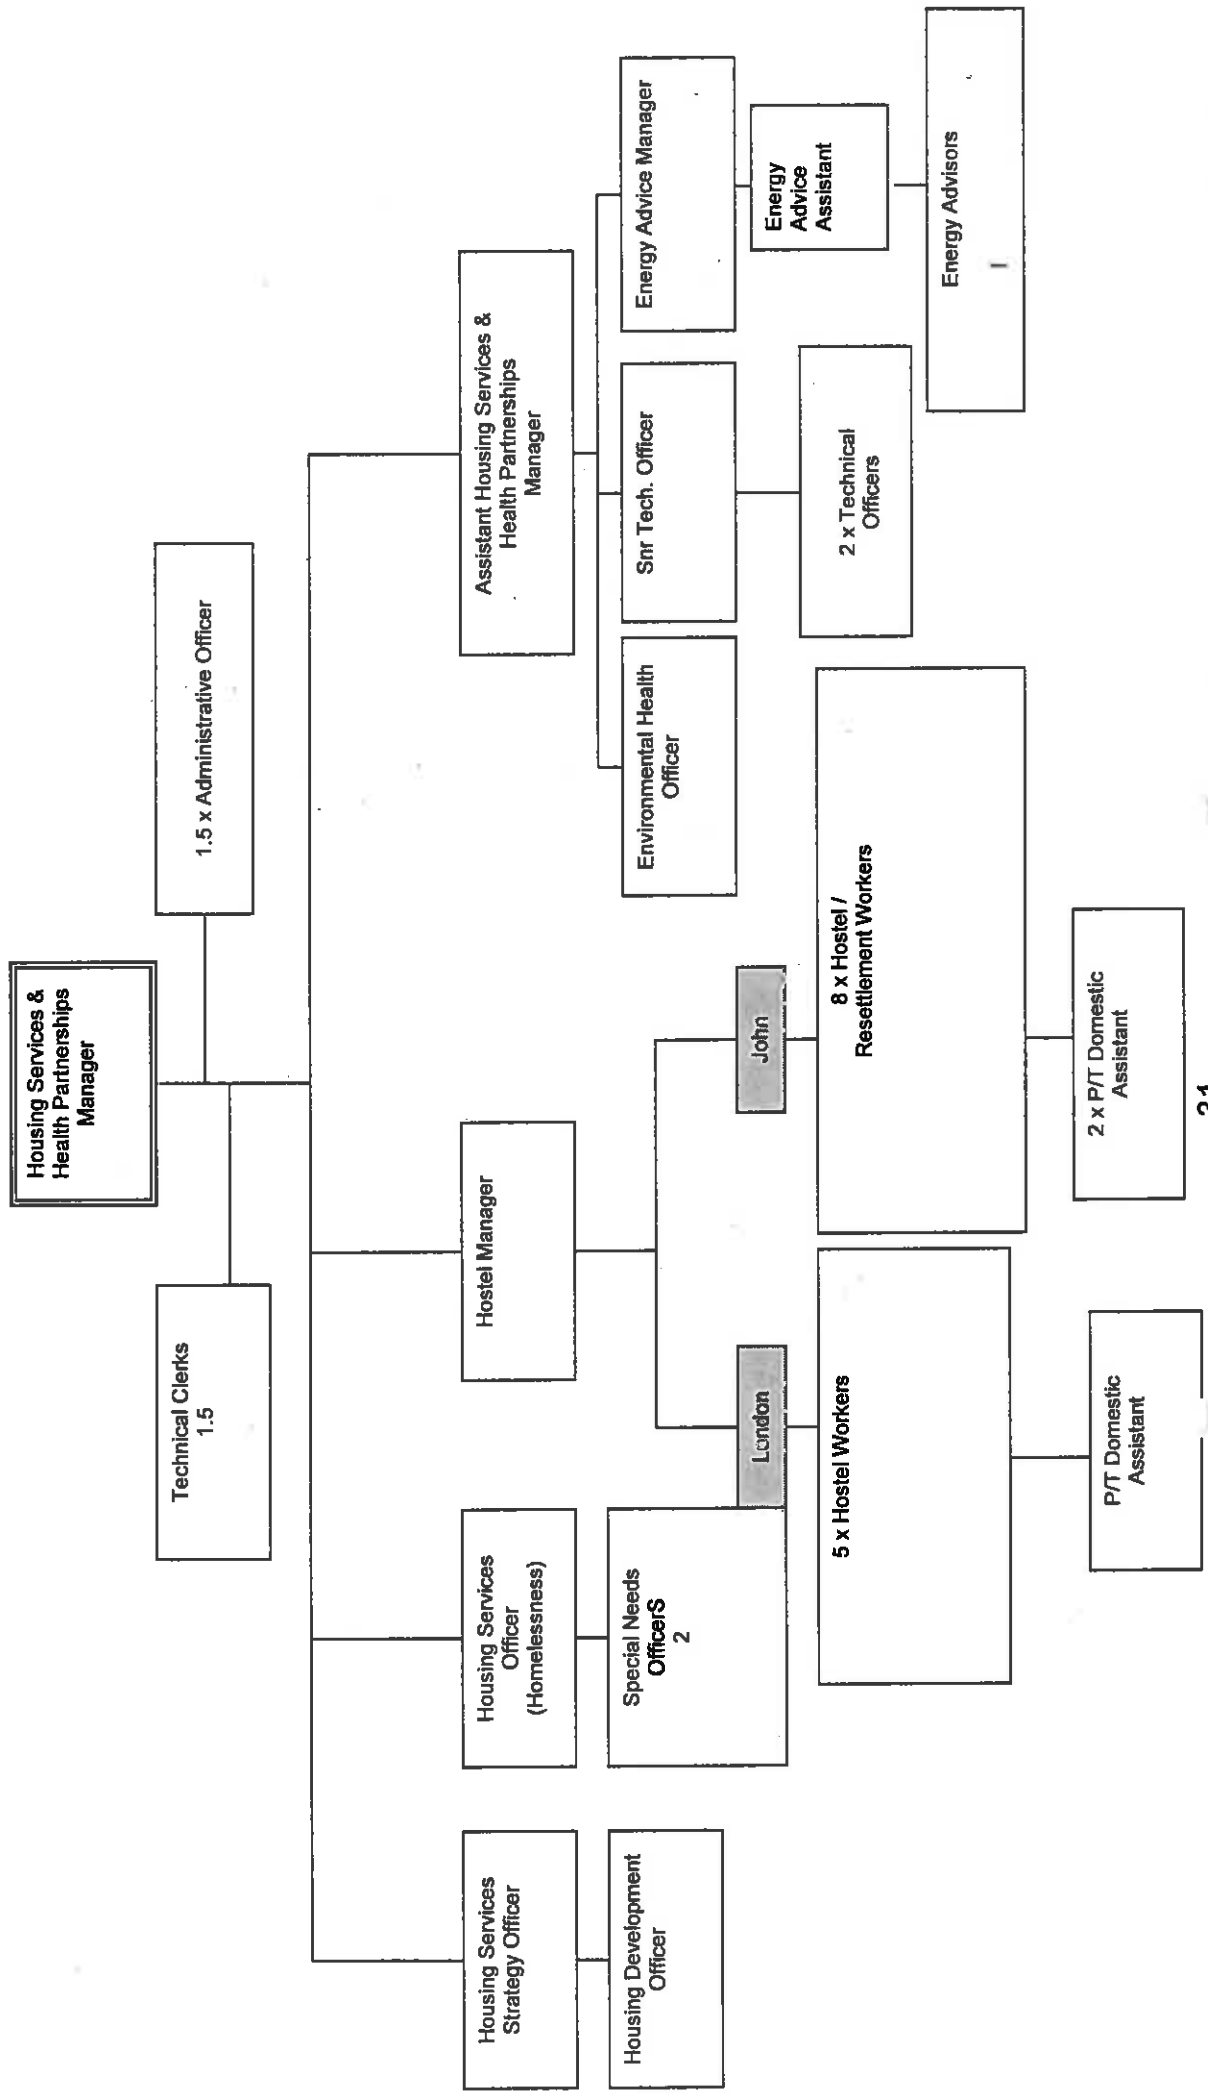 Housing Services &
Health Partnerships
Manager
Technical Clerks
1.5
1.5 x Administrative Officer
Housing Services
Strategy Officer
Housing Services
Officer
(Homelessness)
Hostel Manager
Assistant Housing Services &
Health Partnerships
Manager
Housing Development
Officer
Special Needs
OfficerS
2
Environmental Health
Officer
Snr Tech. Officer
Energy Advice Manager
London
John
Energy
Advice
Assistant
5 x Hostel Workers
8 x Hostel /
Resettlement Workers
2 x Technical
Officers
Energy Advisors
P/T Domestic
Assistant
2 x P/T Domestic
Assistant